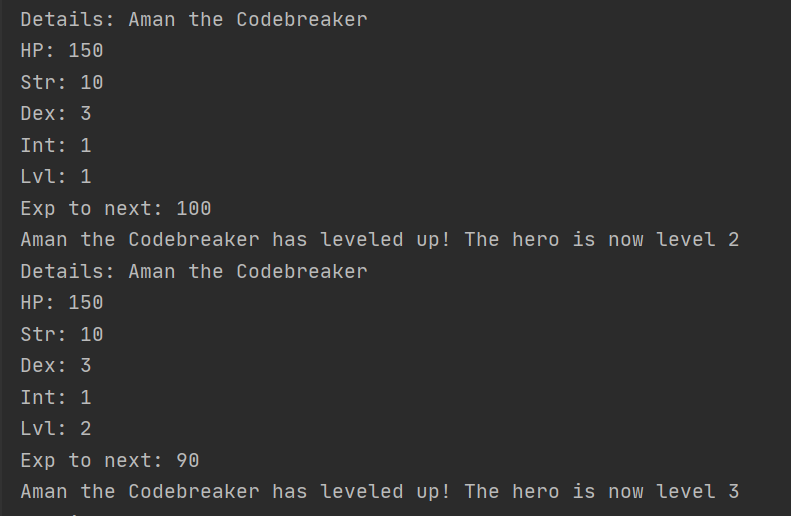 Details: Aman the Codebreaker
HP: 150
Str: 10
Dex: 3
Int: 1
Lvl: 1
Exp to next: 100
Aman the Codebreaker has leveled up! The hero is now level 2
Details: Aman the Codebreaker
HP: 150
Str: 10
Dex: 3
Int: 1
Lvl: 2
Exp to next: 90
Aman the Codebreaker has leveled up! The hero is now level 3